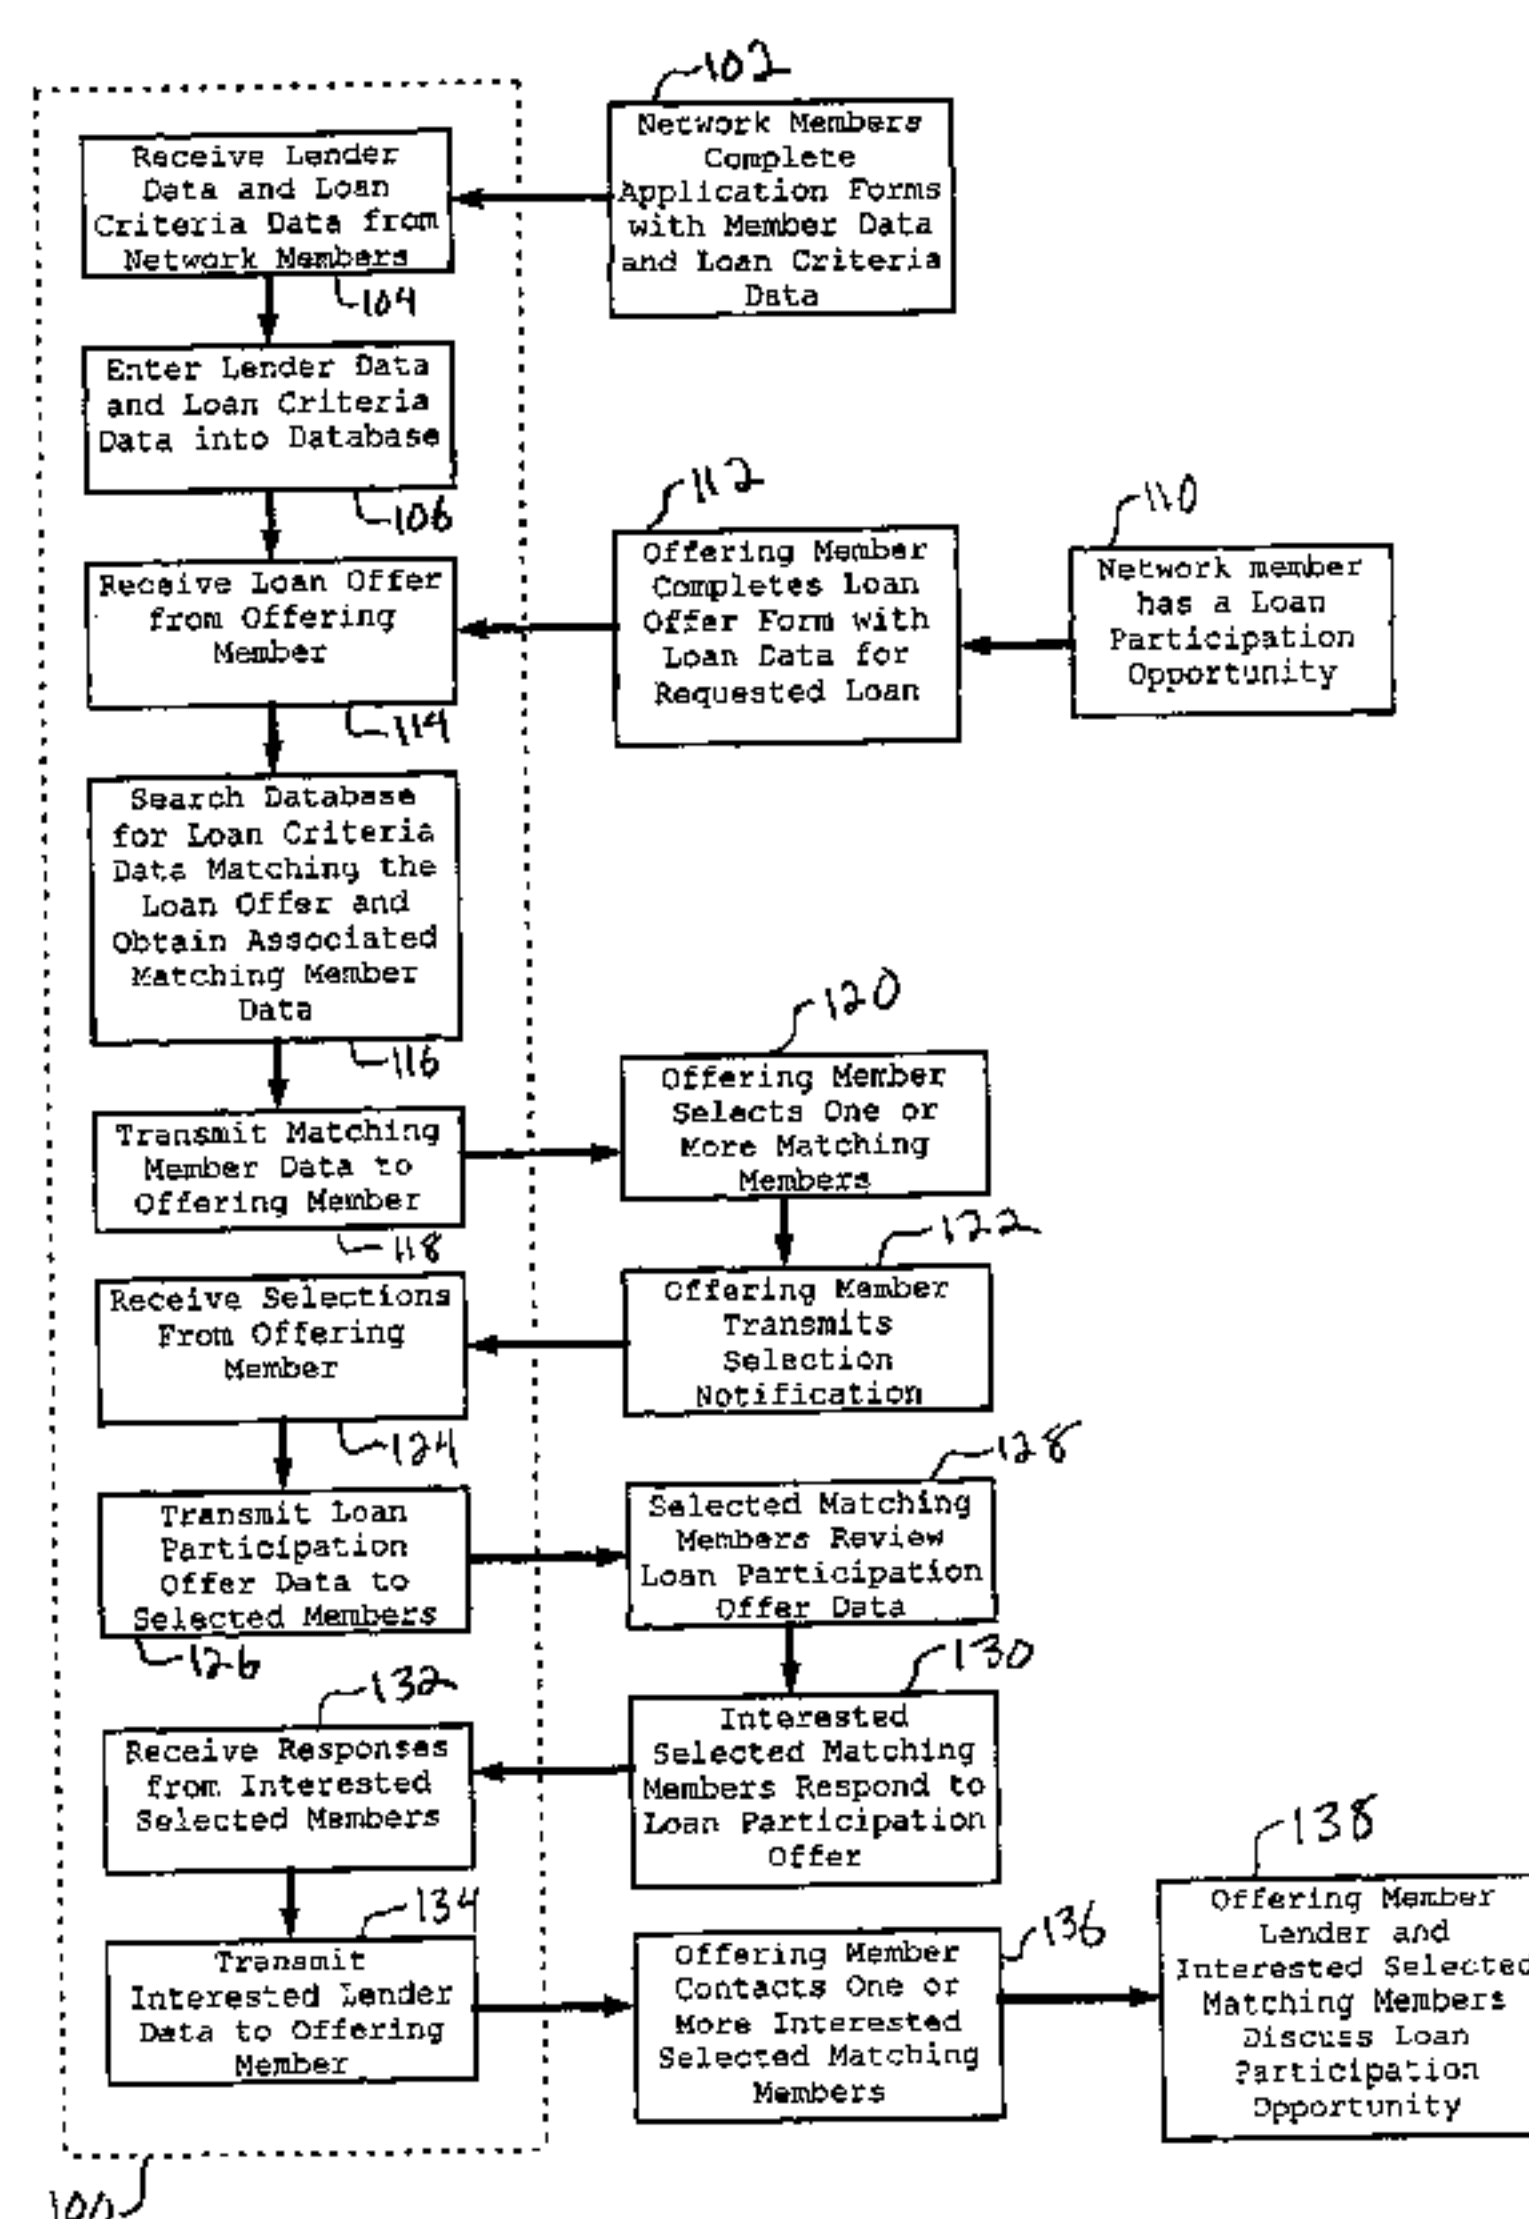 102
Network Members
Complete
Application Forms
with Member Data
and Loan Criteria
Data
Receive Lender
Data and Loan
Criteria Data from
Network Members
104
Enter Lender Data
and Loan Criteria
Data into Database
106
112
Offering Member
Completes Loan
Offer Form with
Loan Data for
Requested Loan
110
Network member
has a Loan
Participation
Opportunity
Receive Loan Offer
from Offering
Member
114
Search Database
for Loan Criteria
Data Matching the
Loan Offer and
Obtain Associated
Matching Member
Data
116
Transmit Matching
Member Data to
Offering Member
118
120
Offering Member
Selects One or
More Matching
Members
122
Offering Member
Transmits
Selection
Notification
Receive Selections
From Offering
Member
124
Transmit Loan
Participation
Offer Data to
Selected Members
126
128
Selected Matching
Members Review
Loan Participation
Offer Data
130
Interested
Selected Matching
Members Respond to
Loan Participation
Offer
132
Receive Responses
from Interested
Selected Members
134
Transmit
Interested Lender
Data to Offering
Member
136
Offering Member
Contacts One or
More Interested
Selected Matching
Members
138
Offering Member
Lender and
Interested Selected
Matching Members
Discuss Loan
Participation
Opportunity
100